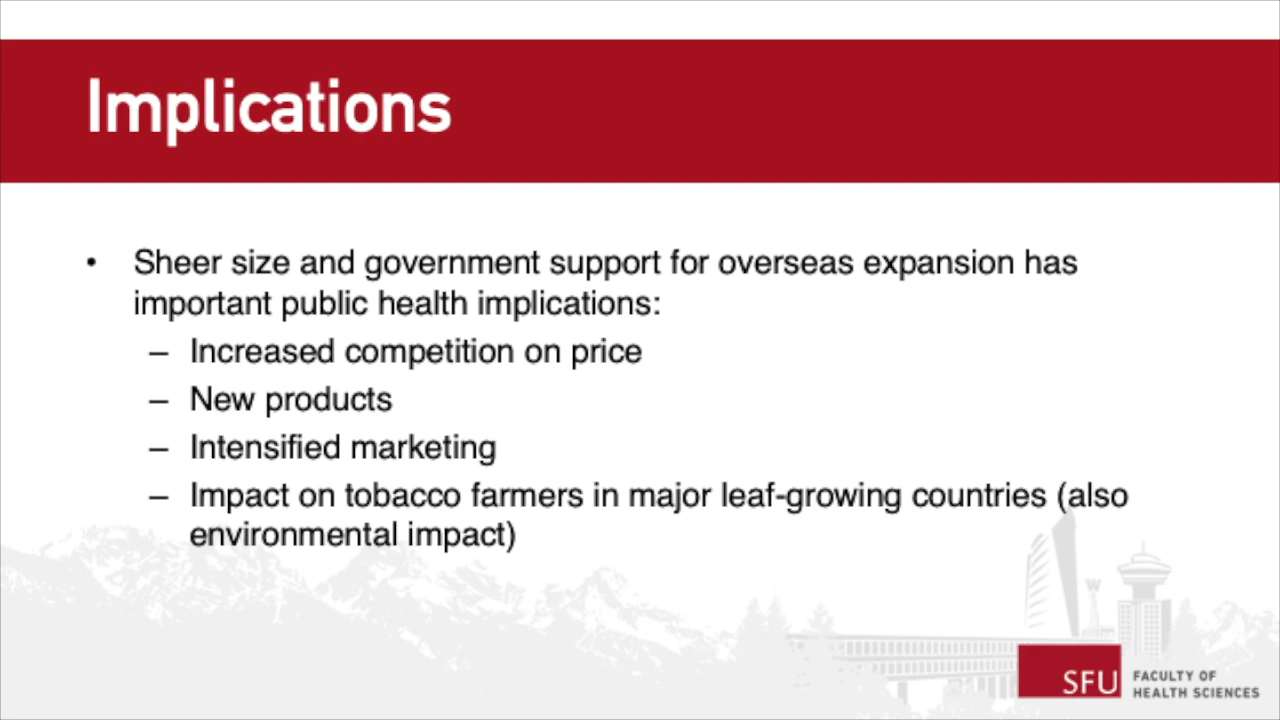 Implications
• Sheer size and government support for overseas expansion has
important public health implications:
– Increased competition on price
– New products
– Intensified marketing
– Impact on tobacco farmers in major leaf-growing countries (also
environmental impact)
SFU
FACULTY OF
HEALTH SCIENCES